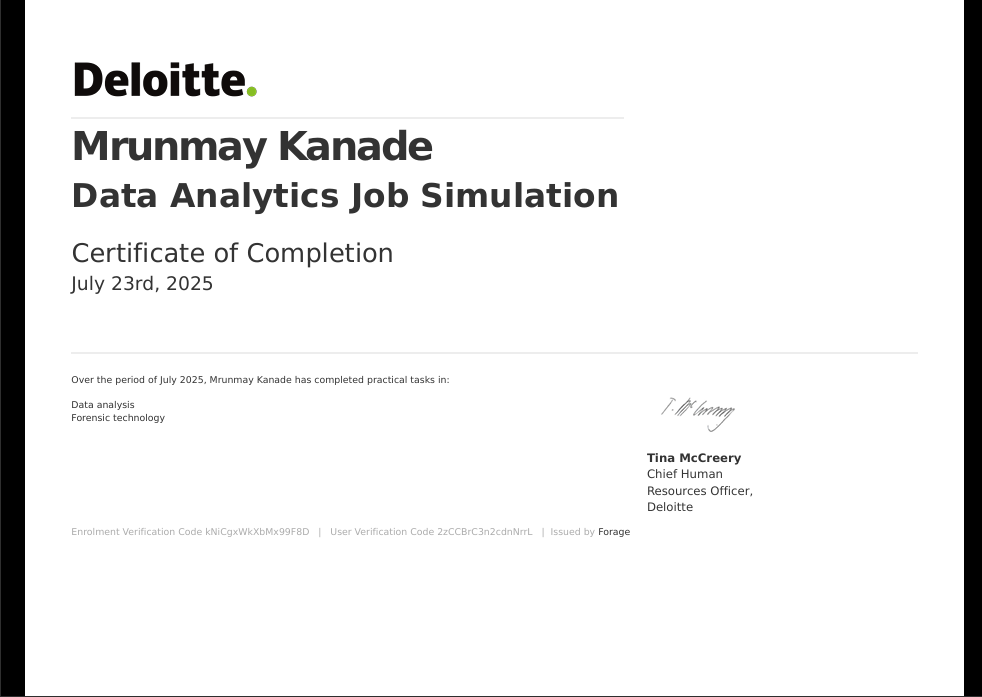 Deloitte.
Mrunmay Kanade
Data Analytics Job Simulation
Certificate of Completion
July 23rd, 2025
Over the period of July 2025, Mrunmay Kanade has completed practical tasks in:
Data analysis
Forensic technology
T. McCreery
Tina McCreery
Chief Human
Resources Officer,
Deloitte
Enrolment Verification Code kNiCgxWkXbMx99F8D | User Verification Code 2zCCBrC3n2cdnNrrL | Issued by Forage